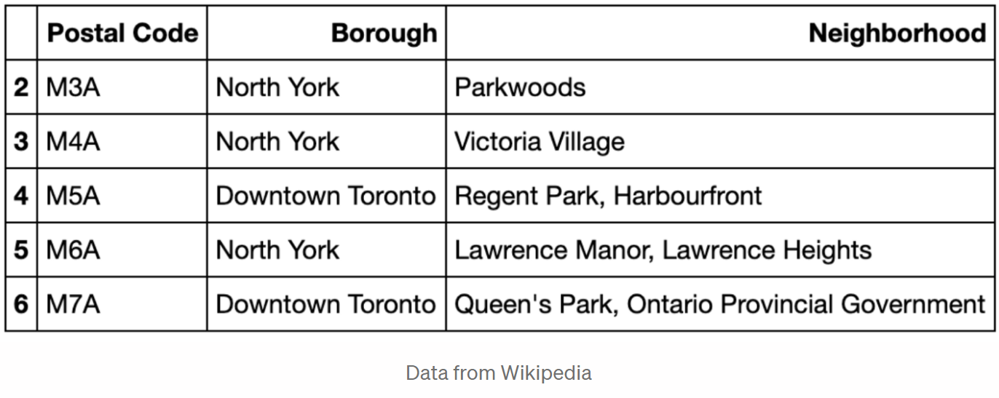 Postal Code Borough Neighborhood
2 M3A North York Parkwoods
3 M4A North York Victoria Village
4 M5A Downtown Toronto Regent Park, Harbourfront
5 M6A North York Lawrence Manor, Lawrence Heights
6 M7A Downtown Toronto Queen's Park, Ontario Provincial Government
Data from Wikipedia